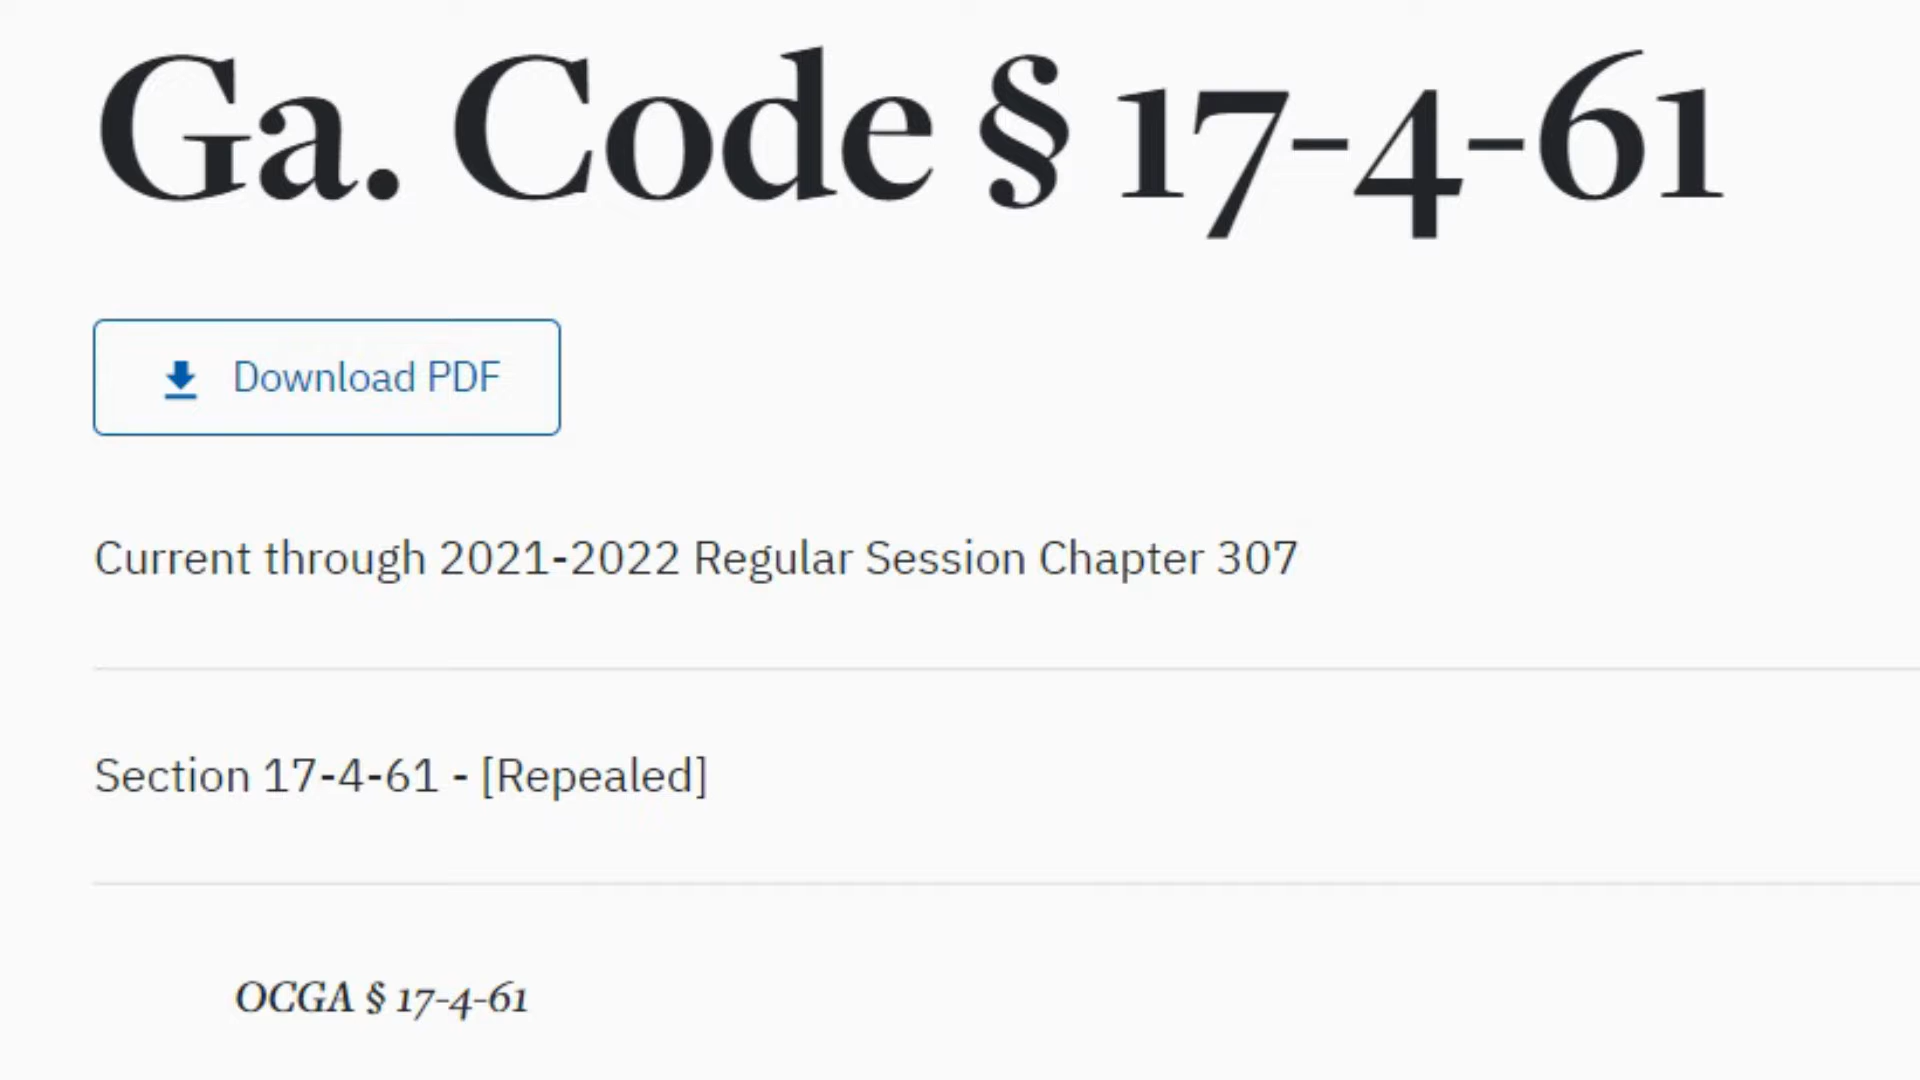 Ga. Code § 17-4-61
Download PDF
Current through 2021-2022 Regular Session Chapter 307
Section 17-4-61 - [Repealed]
OCGA § 17-4-61